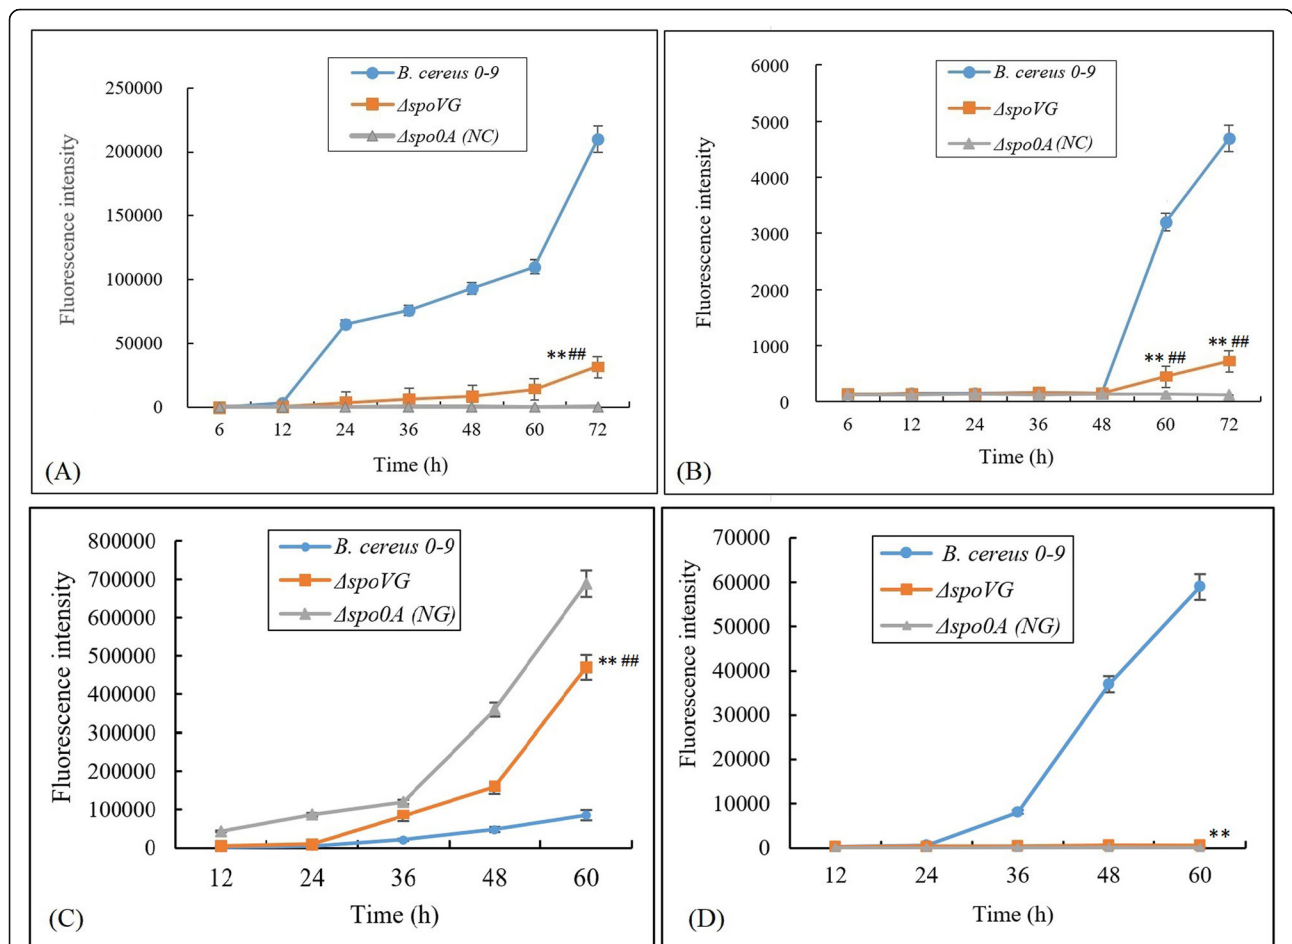 B. cereus 0-9
ΔspoVG
Δspo0A (NC)
Fluorescence intensity
250000
200000
150000
100000
50000
0
**##
6 12 24 36 48 60 72
Time (h)
(A)
B. cereus 0-9
ΔspoVG
Δspo0A (NC)
Fluorescence intensity
6000
5000
4000
3000
2000
1000
0
** ##
** ##
6 12 24 36 48 60 72
Time (h)
(B)
B. cereus 0-9
ΔspoVG
Δspo0A (NG)
Fluorescence intensity
800000
700000
600000
500000
400000
300000
200000
100000
0
** ##
12 24 36 48 60
Time (h)
(C)
B. cereus 0-9
ΔspoVG
Δspo0A (NG)
Fluorescence intensity
70000
60000
50000
40000
30000
20000
10000
0
**
12 24 36 48 60
Time (h)
(D)